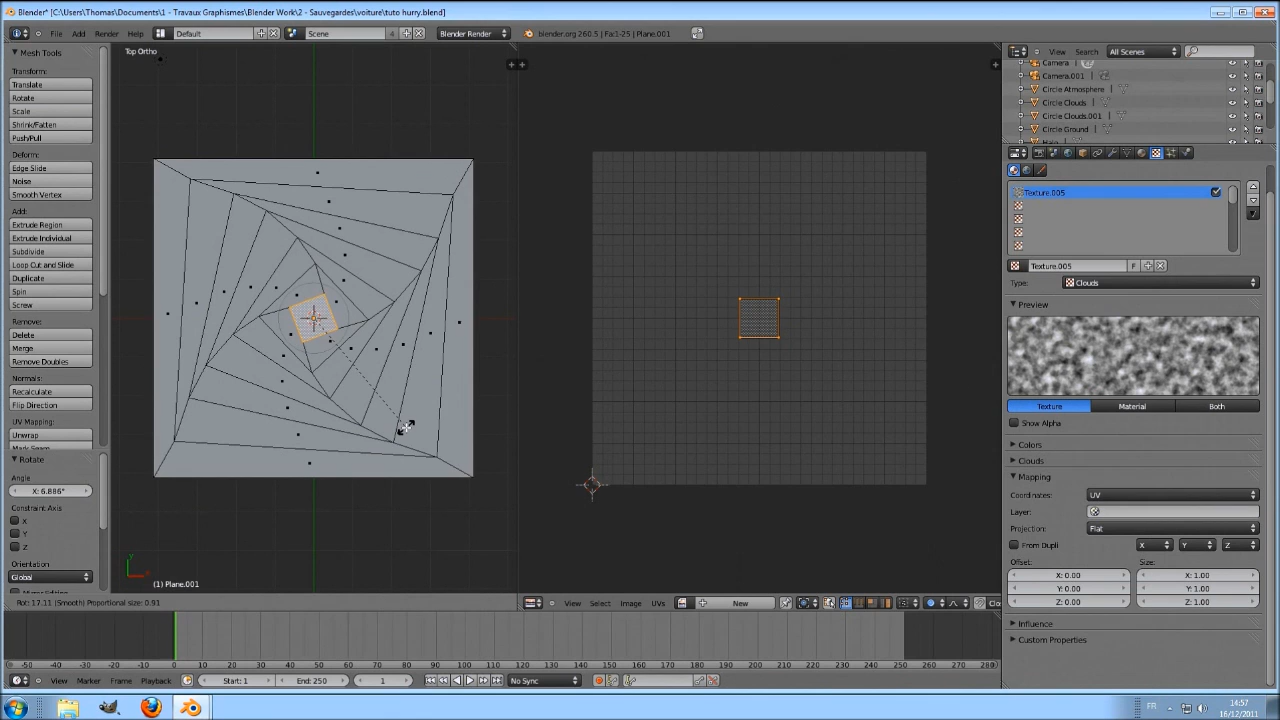 Blender* [C:\Users\Thomas\Documents\1 - Travaux Graphismes\Blender Work\2 - Sauvegardes\voiture\tuto hurry.blend]
File Add Render Window Help Default Scene 4 Blender Render blender.org 260.5 | Fa:1-25 | Plane.001
Mesh Tools
Transform:
Translate
Rotate
Scale
Shrink/Fatten
Push/Pull
Deform:
Edge Slide
Noise
Smooth Vertex
Add:
Extrude Region
Extrude Individual
Subdivide
Loop Cut and Slide
Duplicate
Spin
Screw
Remove:
Delete
Merge
Remove Doubles
Normals:
Recalculate
Flip Direction
UV Mapping:
Unwrap
Mark Seam
Rotate
Angle
X: 6.886°
Constraint Axis
X
Y
Z
Orientation
Global
Top Ortho
(1) Plane.001
Rot: 17.11 (Smooth) Proportional size: 0.91
View Select Image UVs New
View Search All Scenes
Camera
Camera.001
Circle Atmosphere
Circle Clouds
Circle Clouds.001
Circle Ground
Texture.005
Texture.005 F
Type: Clouds
Preview
Texture Material Both
Show Alpha
Colors
Clouds
Mapping
Coordinates: UV
Layer:
Projection: Flat
From Dupli X Y Z
Offset: Size:
X: 0.00 X: 1.00
Y: 0.00 Y: 1.00
Z: 0.00 Z: 1.00
Influence
Custom Properties
-50 -40 -30 -20 -10 0 10 20 30 40 50 60 70 80 90 100 110 120 130 140 150 160 170 180 190 200 210 220 230 240 250 260 270 280
View Marker Frame Playback Start: 1 End: 250 1 No Sync
FR 14:57
16/12/2011